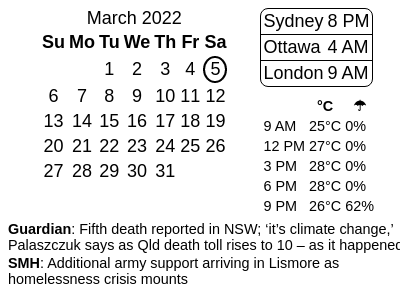 March 2022
Su Mo Tu We Th Fr Sa
1 2 3 4 5
6 7 8 9 10 11 12
13 14 15 16 17 18 19
20 21 22 23 24 25 26
27 28 29 30 31
Sydney 8 PM
Ottawa 4 AM
London 9 AM
°C ☂
9 AM 25°C 0%
12 PM 27°C 0%
3 PM 28°C 0%
6 PM 28°C 0%
9 PM 26°C 62%
Guardian: Fifth death reported in NSW; ‘it’s climate change,’
Palaszczuk says as Qld death toll rises to 10 – as it happened
SMH: Additional army support arriving in Lismore as
homelessness crisis mounts